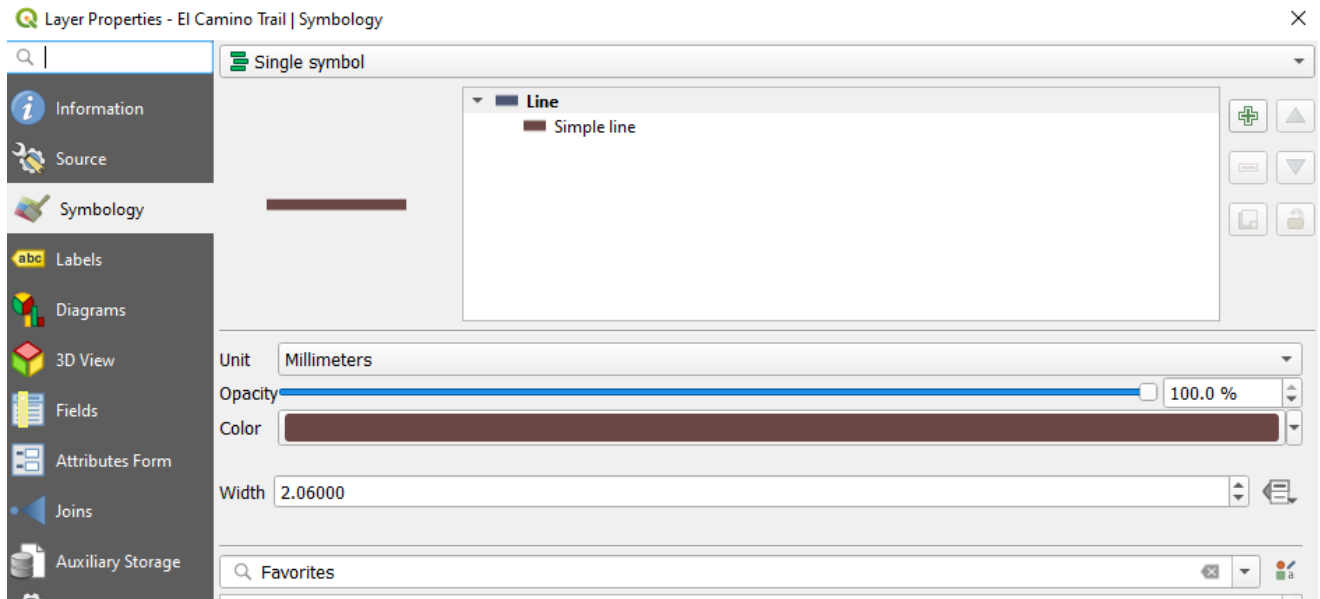 Layer Properties - El Camino Trail | Symbology
Single symbol
Information
Source
Symbology
abc Labels
Diagrams
3D View
Fields
Attributes Form
Joins
Auxiliary Storage
Line
Simple line
Unit Millimeters
Opacity 100.0 %
Color
Width 2.06000
Favorites